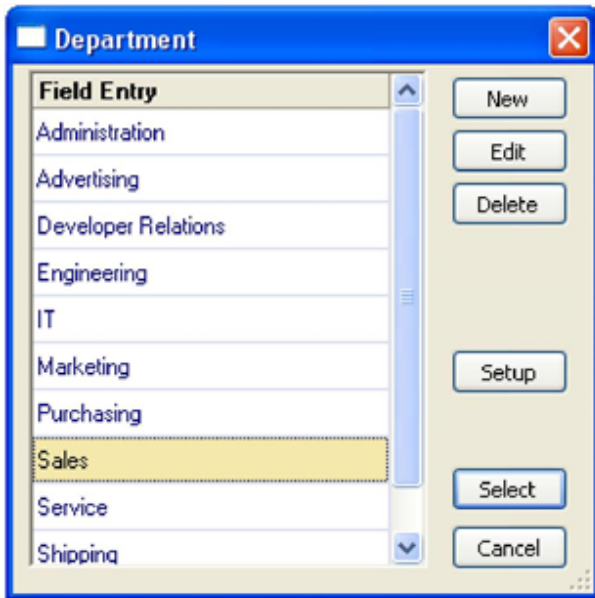 Department
Field Entry
Administration
Advertising
Developer Relations
Engineering
IT
Marketing
Purchasing
Sales
Service
Shipping
New
Edit
Delete
Setup
Select
Cancel